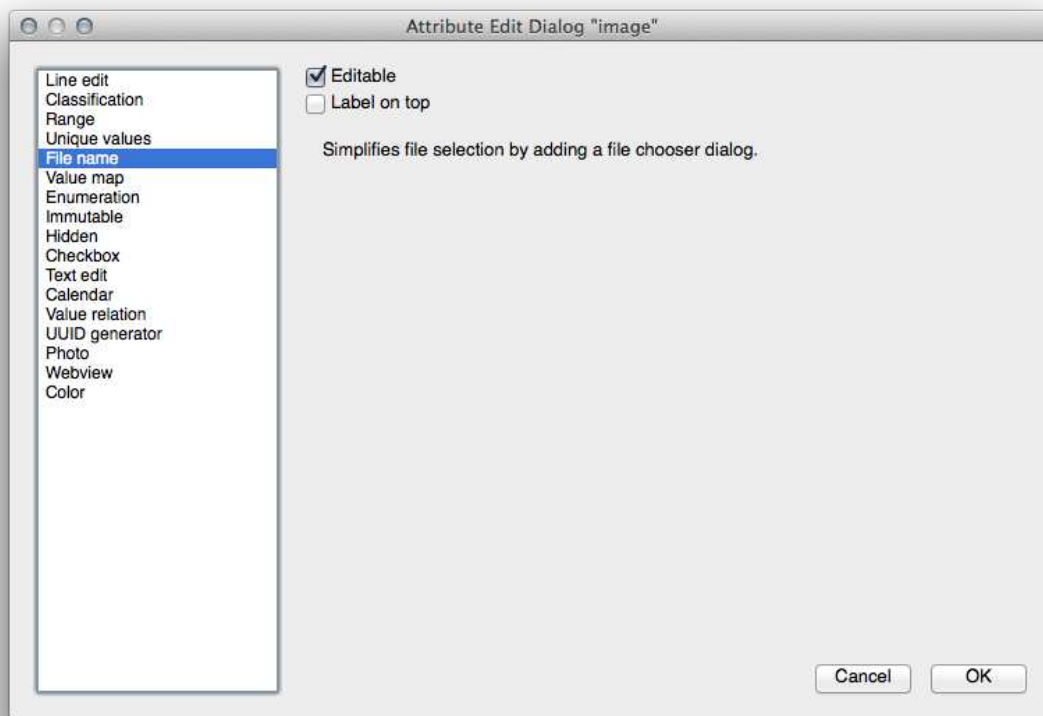 Attribute Edit Dialog "image"
Line edit
Classification
Range
Unique values
File name
Value map
Enumeration
Immutable
Hidden
Checkbox
Text edit
Calendar
Value relation
UUID generator
Photo
Webview
Color
Editable
Label on top
Simplifies file selection by adding a file chooser dialog.
Cancel
OK